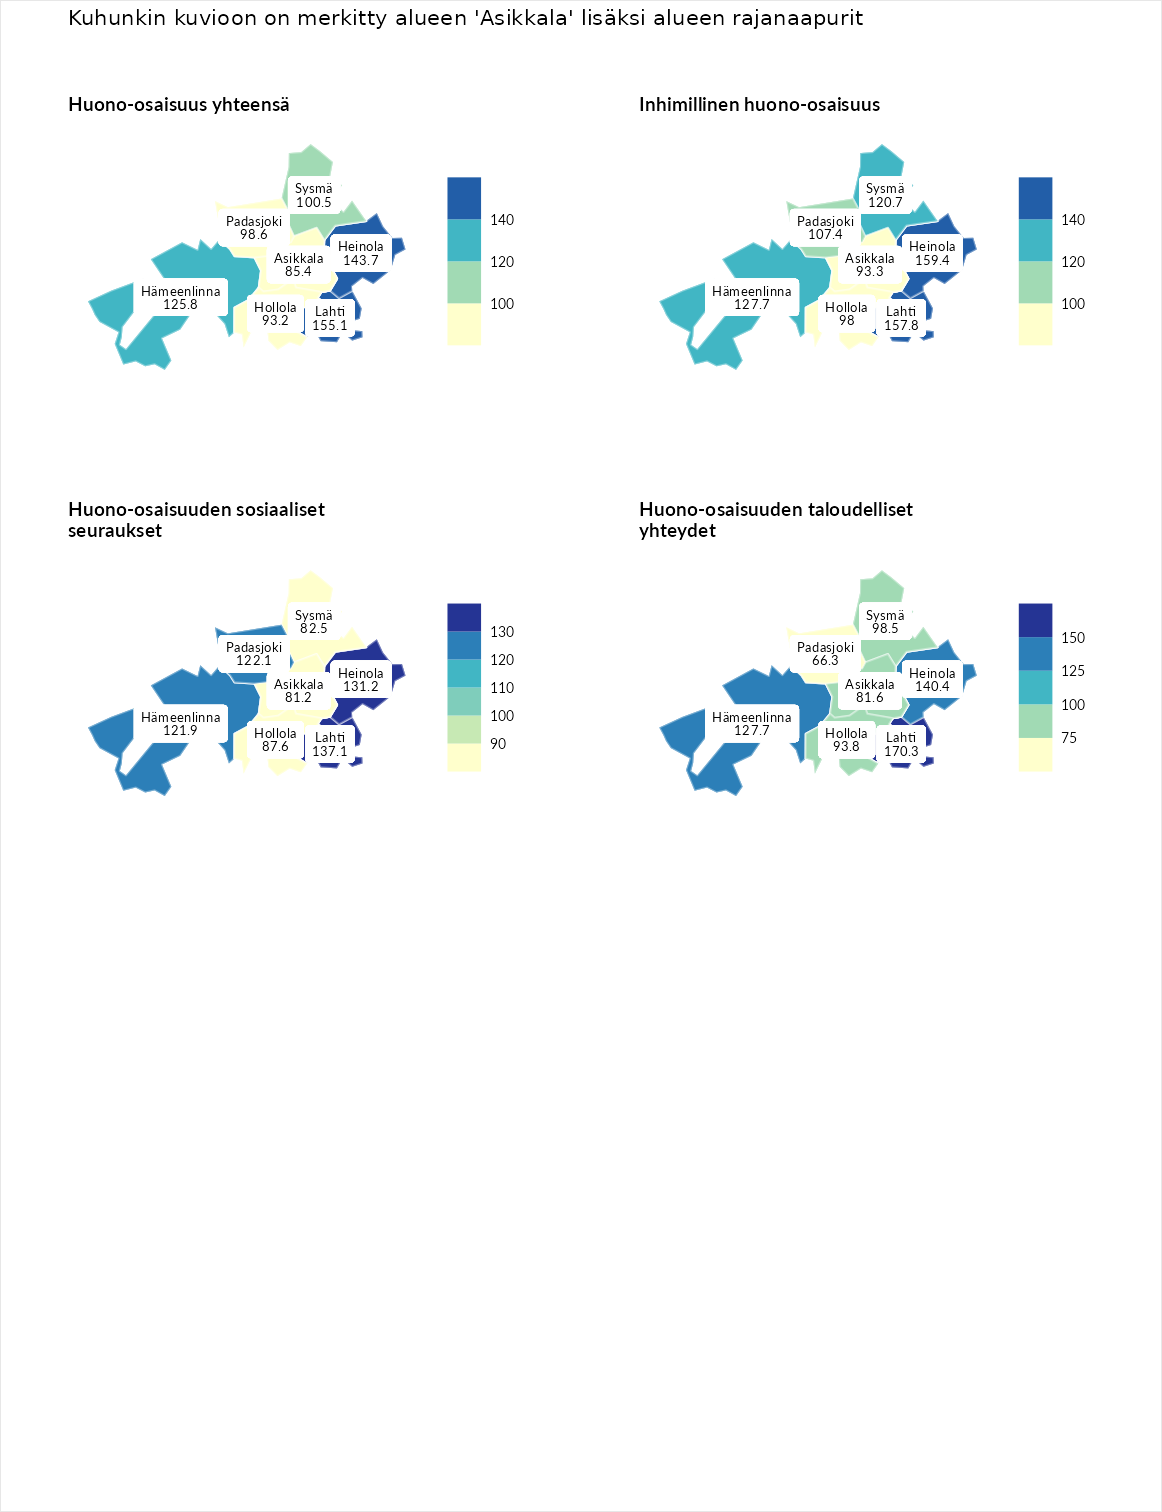 Kuhunkin kuvioon on merkitty alueen 'Asikkala' lisäksi alueen rajanaapurit
Huono-osaisuus yhteensä
Sysmä
100.5
Padasjoki
98.6
Heinola
143.7
Asikkala
85.4
Hämeenlinna
125.8
Hollola
93.2
Lahti
155.1
140
120
100
Inhimillinen huono-osaisuus
Sysmä
120.7
Padasjoki
107.4
Heinola
159.4
Asikkala
93.3
Hämeenlinna
127.7
Hollola
98
Lahti
157.8
140
120
100
Huono-osaisuuden sosiaaliset
seuraukset
Sysmä
82.5
Padasjoki
122.1
Heinola
131.2
Asikkala
81.2
Hämeenlinna
121.9
Hollola
87.6
Lahti
137.1
130
120
110
100
90
Huono-osaisuuden taloudelliset
yhteydet
Sysmä
98.5
Padasjoki
66.3
Heinola
140.4
Asikkala
81.6
Hämeenlinna
127.7
Hollola
93.8
Lahti
170.3
150
125
100
75